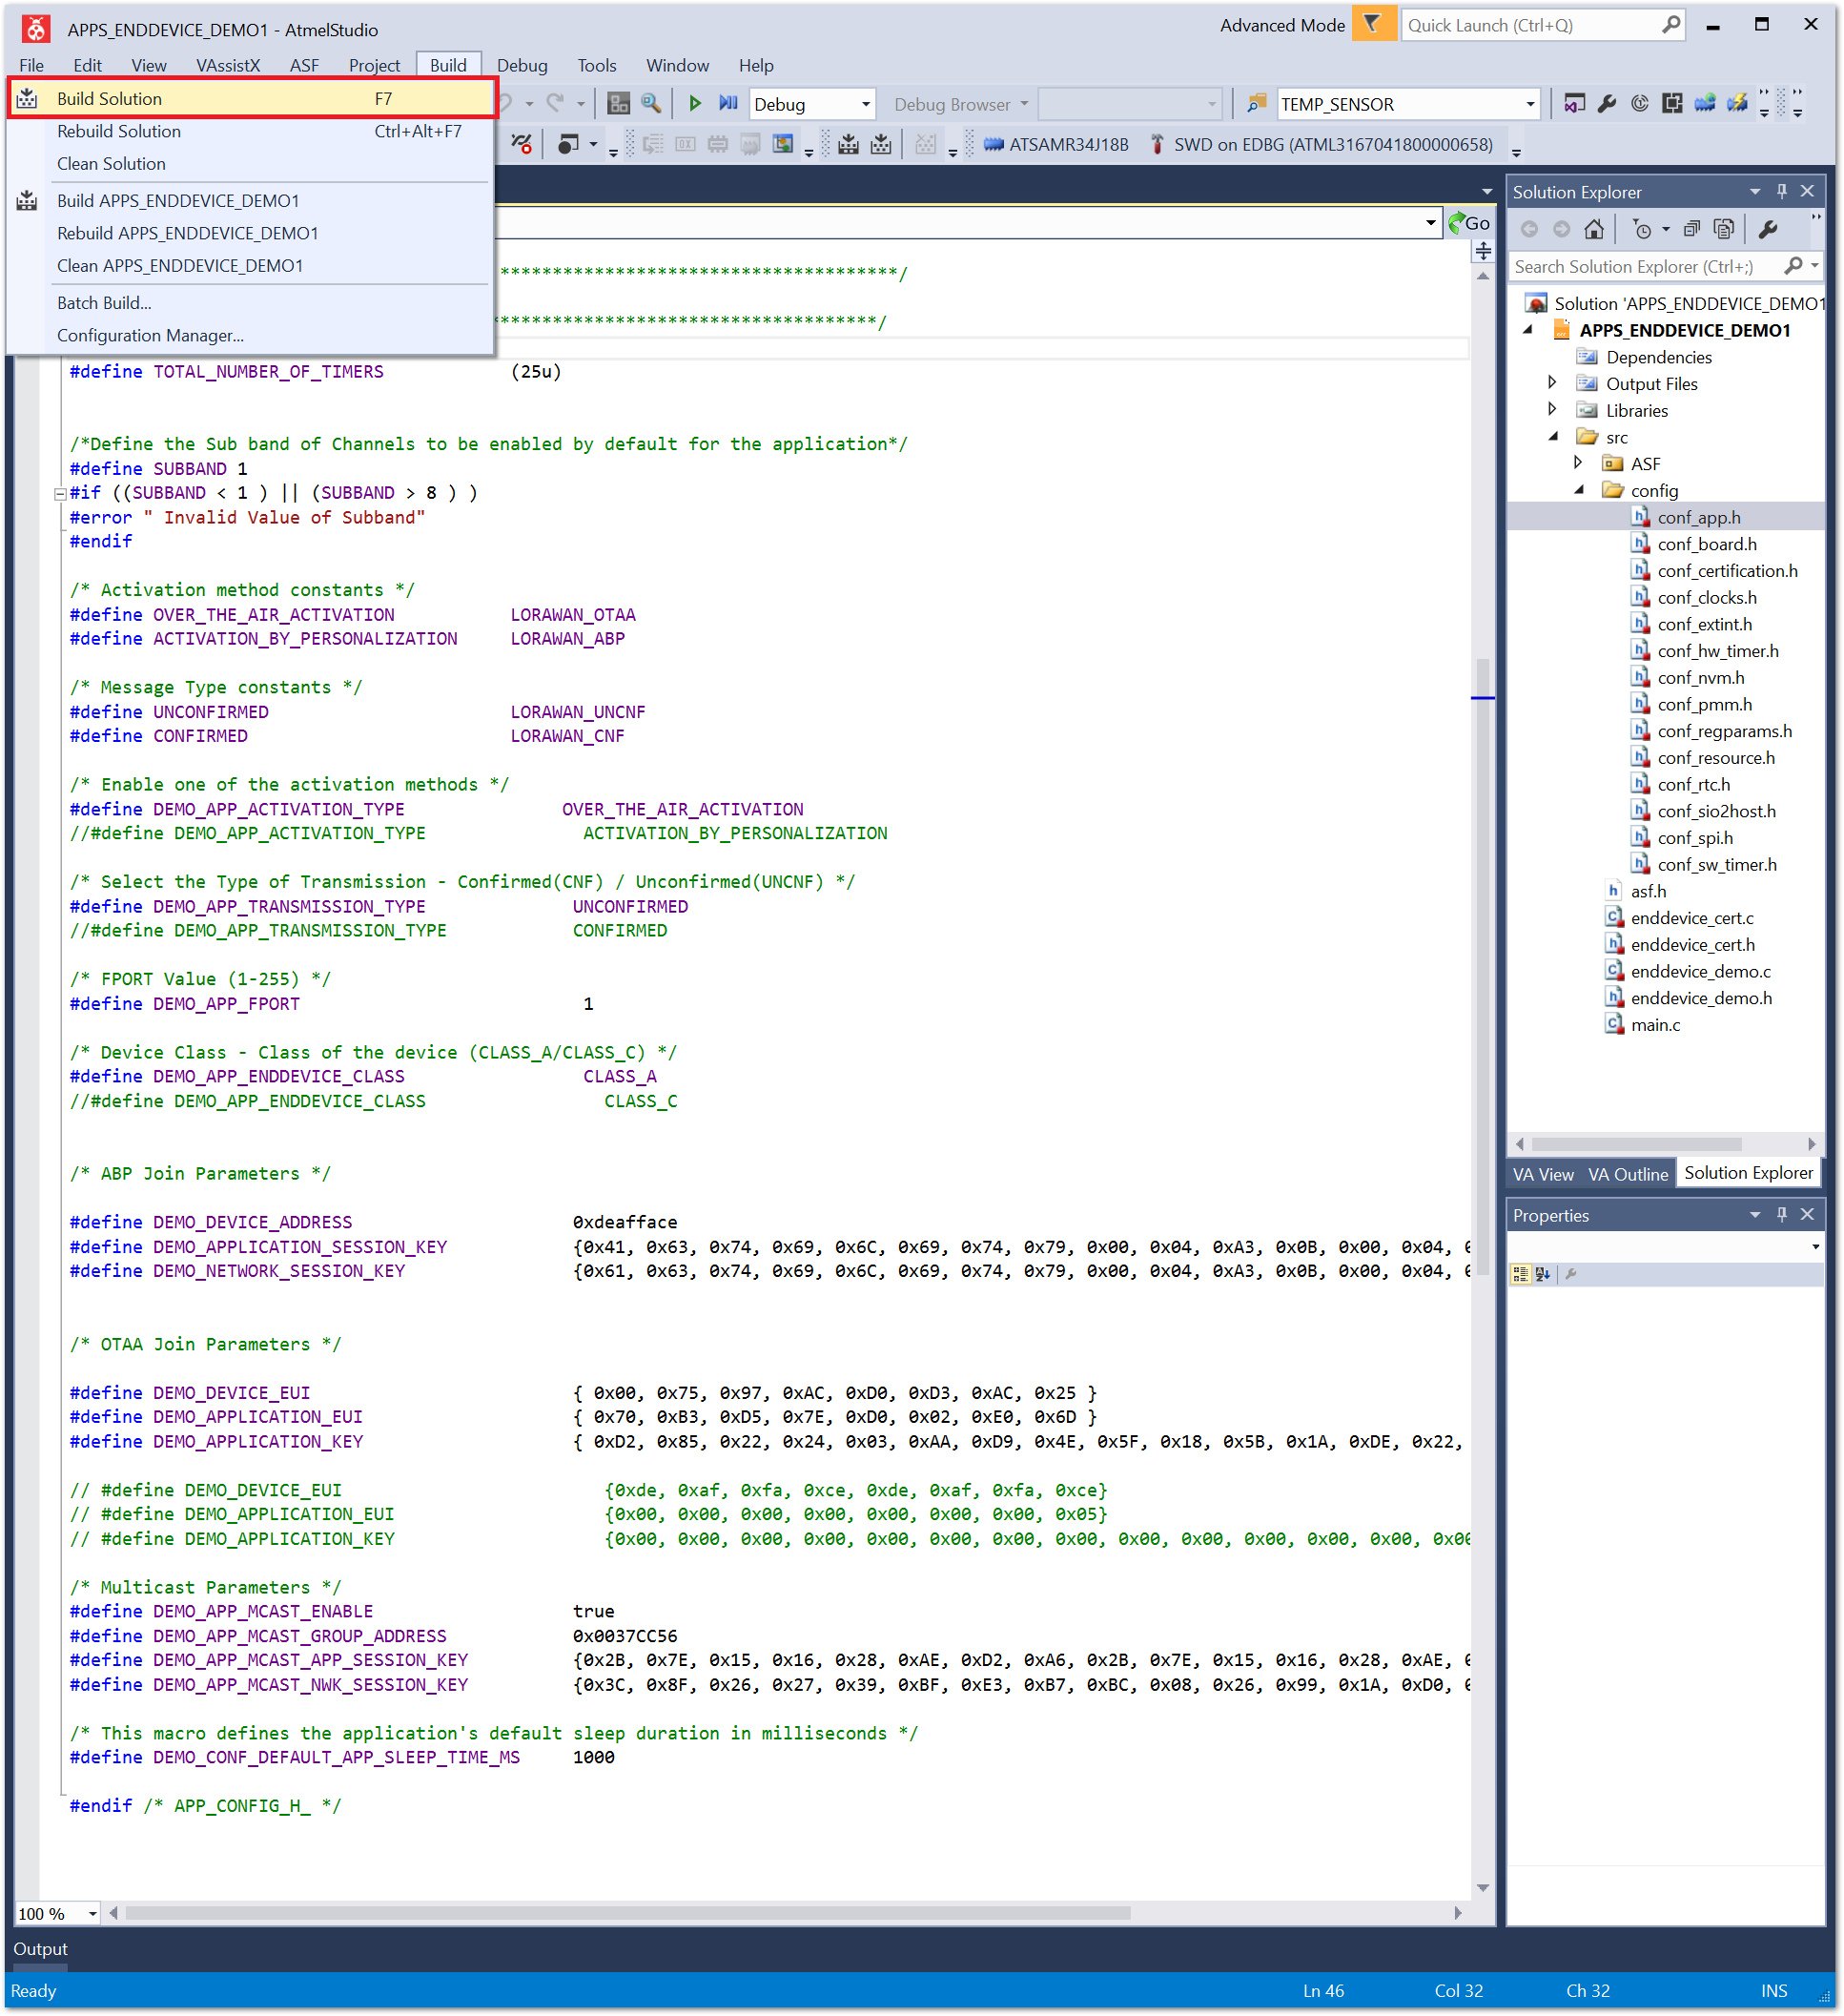 APPS_ENDDEVICE_DEMO1 - AtmelStudio
Advanced Mode
Quick Launch (Ctrl+Q)
File Edit View VAssistX ASF Project Build Debug Tools Window Help
Build Solution F7
Rebuild Solution Ctrl+Alt+F7
Clean Solution
Build APPS_ENDDEVICE_DEMO1
Rebuild APPS_ENDDEVICE_DEMO1
Clean APPS_ENDDEVICE_DEMO1
Batch Build...
Configuration Manager...
Debug
Debug Browser
TEMP_SENSOR
ATSAMR34J18B
SWD on EDBG (ATML3167041800000658)
Go
**************************************/
*************************************/
#define TOTAL_NUMBER_OF_TIMERS (25u)
/*Define the Sub band of Channels to be enabled by default for the application*/
#define SUBBAND 1
#if ((SUBBAND < 1 ) || (SUBBAND > 8 ) )
#error " Invalid Value of Subband"
#endif
/* Activation method constants */
#define OVER_THE_AIR_ACTIVATION LORAWAN_OTAA
#define ACTIVATION_BY_PERSONALIZATION LORAWAN_ABP
/* Message Type constants */
#define UNCONFIRMED LORAWAN_UNCNF
#define CONFIRMED LORAWAN_CNF
/* Enable one of the activation methods */
#define DEMO_APP_ACTIVATION_TYPE OVER_THE_AIR_ACTIVATION
//#define DEMO_APP_ACTIVATION_TYPE ACTIVATION_BY_PERSONALIZATION
/* Select the Type of Transmission - Confirmed(CNF) / Unconfirmed(UNCNF) */
#define DEMO_APP_TRANSMISSION_TYPE UNCONFIRMED
//#define DEMO_APP_TRANSMISSION_TYPE CONFIRMED
/* FPORT Value (1-255) */
#define DEMO_APP_FPORT 1
/* Device Class - Class of the device (CLASS_A/CLASS_C) */
#define DEMO_APP_ENDDEVICE_CLASS CLASS_A
//#define DEMO_APP_ENDDEVICE_CLASS CLASS_C
/* ABP Join Parameters */
#define DEMO_DEVICE_ADDRESS 0xdeafface
#define DEMO_APPLICATION_SESSION_KEY {0x41, 0x63, 0x74, 0x69, 0x6C, 0x69, 0x74, 0x79, 0x00, 0x04, 0xA3, 0x0B, 0x00, 0x04,
#define DEMO_NETWORK_SESSION_KEY {0x61, 0x63, 0x74, 0x69, 0x6C, 0x69, 0x74, 0x79, 0x00, 0x04, 0xA3, 0x0B, 0x00, 0x04,
/* OTAA Join Parameters */
#define DEMO_DEVICE_EUI { 0x00, 0x75, 0x97, 0xAC, 0xD0, 0xD3, 0xAC, 0x25 }
#define DEMO_APPLICATION_EUI { 0x70, 0xB3, 0xD5, 0x7E, 0xD0, 0x02, 0xE0, 0x6D }
#define DEMO_APPLICATION_KEY { 0xD2, 0x85, 0x22, 0x24, 0x03, 0xAA, 0xD9, 0x4E, 0x5F, 0x18, 0x5B, 0x1A, 0xDE, 0x22,
// #define DEMO_DEVICE_EUI {0xde, 0xaf, 0xfa, 0xce, 0xde, 0xaf, 0xfa, 0xce}
// #define DEMO_APPLICATION_EUI {0x00, 0x00, 0x00, 0x00, 0x00, 0x00, 0x00, 0x05}
// #define DEMO_APPLICATION_KEY {0x00, 0x00, 0x00, 0x00, 0x00, 0x00, 0x00, 0x00, 0x00, 0x00, 0x00, 0x00, 0x00, 0x00
/* Multicast Parameters */
#define DEMO_APP_MCAST_ENABLE true
#define DEMO_APP_MCAST_GROUP_ADDRESS 0x0037CC56
#define DEMO_APP_MCAST_APP_SESSION_KEY {0x2B, 0x7E, 0x15, 0x16, 0x28, 0xAE, 0xD2, 0xA6, 0x2B, 0x7E, 0x15, 0x16, 0x28, 0xAE,
#define DEMO_APP_MCAST_NWK_SESSION_KEY {0x3C, 0x8F, 0x26, 0x27, 0x39, 0xBF, 0xE3, 0xB7, 0xBC, 0x08, 0x26, 0x99, 0x1A, 0xD0,
/* This macro defines the application's default sleep duration in milliseconds */
#define DEMO_CONF_DEFAULT_APP_SLEEP_TIME_MS 1000
#endif /* APP_CONFIG_H_ */
100 %
Solution Explorer
Search Solution Explorer (Ctrl+;)
Solution 'APPS_ENDDEVICE_DEMO1
APPS_ENDDEVICE_DEMO1
Dependencies
Output Files
Libraries
src
ASF
config
conf_app.h
conf_board.h
conf_certification.h
conf_clocks.h
conf_extint.h
conf_hw_timer.h
conf_nvm.h
conf_pmm.h
conf_regparams.h
conf_resource.h
conf_rtc.h
conf_sio2host.h
conf_spi.h
conf_sw_timer.h
asf.h
enddevice_cert.c
enddevice_cert.h
enddevice_demo.c
enddevice_demo.h
main.c
VA View VA Outline Solution Explorer
Properties
Output
Ready Ln 46 Col 32 Ch 32 INS